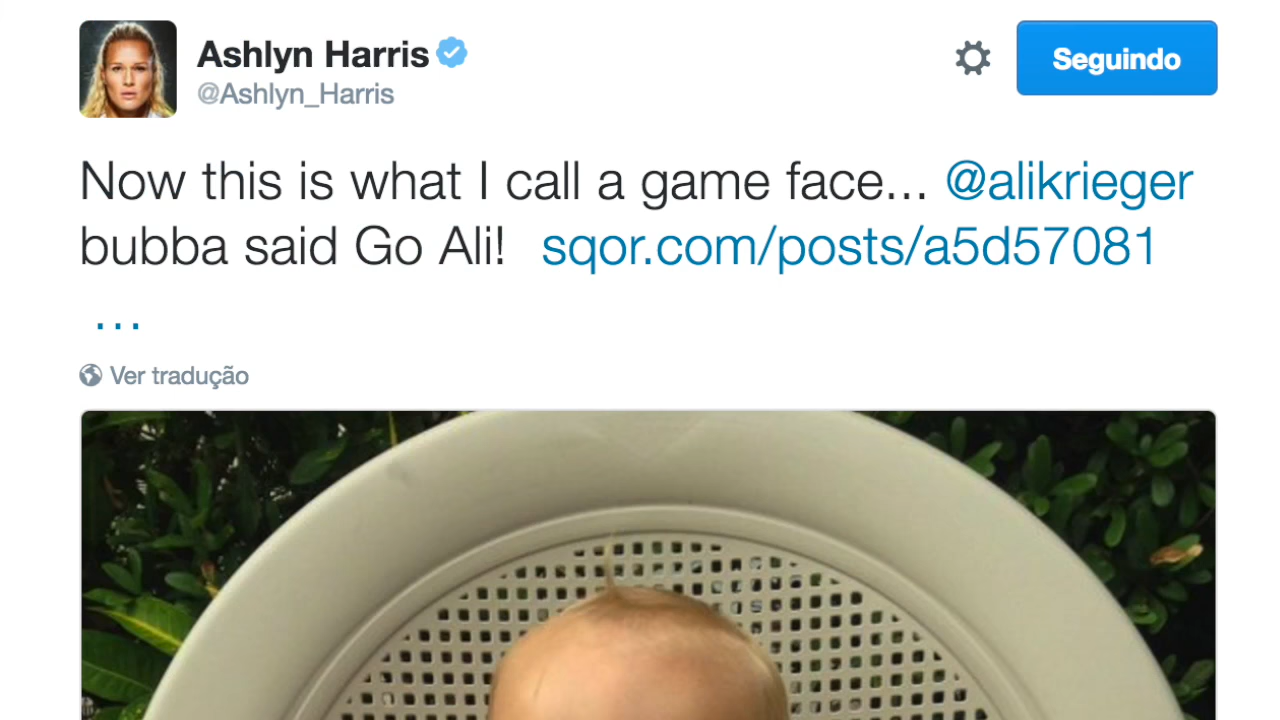 Ashlyn Harris
@Ashlyn_Harris
Seguindo
Now this is what I call a game face... @alikrieger
bubba said Go Ali! sqor.com/posts/a5d57081
...
Ver tradução